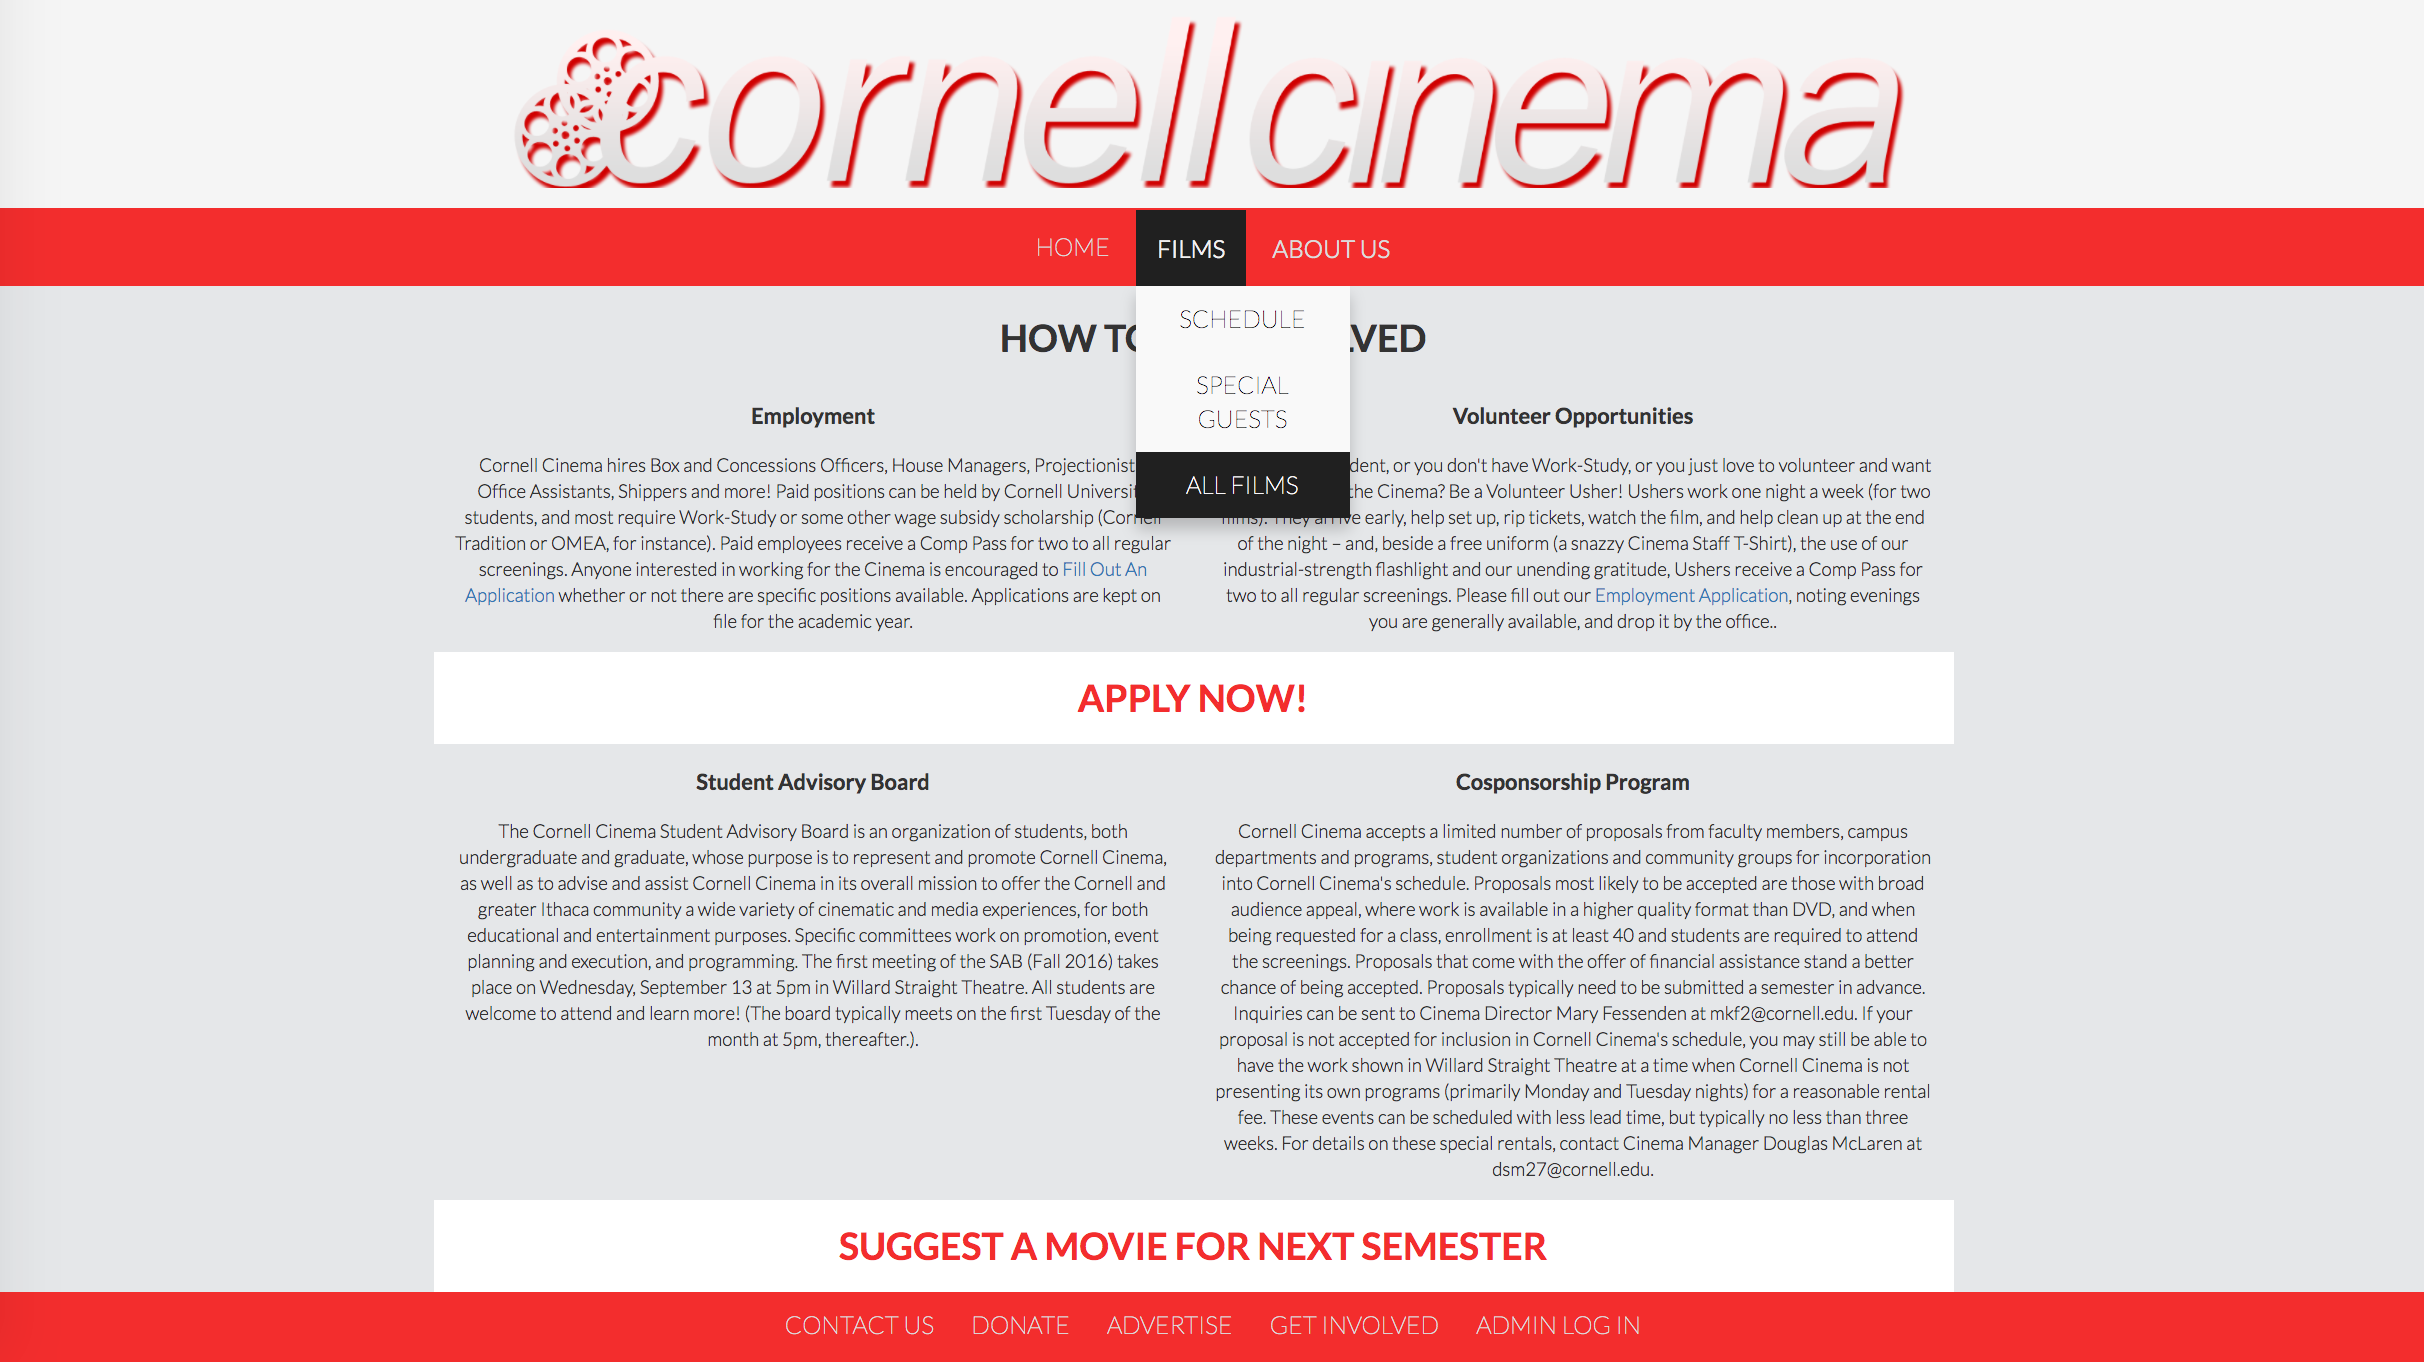 cornell cinema
HOME FILMS ABOUT US
SCHEDULE
SPECIAL
GUESTS
ALL FILMS
HOW
Employment
Cornell Cinema hires Box and Concessions Officers, House Managers,
Office Assistants, Shippers and more! Paid positions can be held by Cornell
students, and most require Work-Study or some other wage subsidy scholarship (Cornell
Tradition or OMEA, for instance). Paid employees receive a Comp Pass for two to all regular
screenings. Anyone interested in working for the Cinema is encouraged to Fill Out An
Application whether or not there are specific positions available. Applications are kept on
file for the academic year.
Volunteer Opportunities
or you don't have Work-Study, or you just love to volunteer and want
the Cinema? Be a Volunteer Usher! Ushers work one night a week (for two
films). They arrive early, help set up, rip tickets, watch the film, and help clean up at the end
of the night – and, beside a free uniform (a snazzy Cinema Staff T-Shirt), the use of our
industrial-strength flashlight and our unending gratitude, Ushers receive a Comp Pass for
two to all regular screenings. Please fill out our Employment Application, noting evenings
you are generally available, and drop it by the office..
APPLY NOW!
Student Advisory Board
The Cornell Cinema Student Advisory Board is an organization of students, both
undergraduate and graduate, whose purpose is to represent and promote Cornell Cinema,
as well as to advise and assist Cornell Cinema in its overall mission to offer the Cornell and
greater Ithaca community a wide variety of cinematic and media experiences, for both
educational and entertainment purposes. Specific committees work on promotion, event
planning and execution, and programming. The first meeting of the SAB (Fall 2016) takes
place on Wednesday, September 13 at 5pm in Willard Straight Theatre. All students are
welcome to attend and learn more! (The board typically meets on the first Tuesday of the
month at 5pm, thereafter.).
Cosponsorship Program
Cornell Cinema accepts a limited number of proposals from faculty members, campus
departments and programs, student organizations and community groups for incorporation
into Cornell Cinema's schedule. Proposals most likely to be accepted are those with broad
audience appeal, where work is available in a higher quality format than DVD, and when
being requested for a class, enrollment is at least 40 and students are required to attend
the screenings. Proposals that come with the offer of financial assistance stand a better
chance of being accepted. Proposals typically need to be submitted a semester in advance.
Inquiries can be sent to Cinema Director Mary Fessenden at mkf2@cornell.edu. If your
proposal is not accepted for inclusion in Cornell Cinema's schedule, you may still be able to
have the work shown in Willard Straight Theatre at a time when Cornell Cinema is not
presenting its own programs (primarily Monday and Tuesday nights) for a reasonable rental
fee. These events can be scheduled with less lead time, but typically no less than three
weeks. For details on these special rentals, contact Cinema Manager Douglas McLaren at
dsm27@cornell.edu.
SUGGEST A MOVIE FOR NEXT SEMESTER
CONTACT US DONATE ADVERTISE GET INVOLVED ADMIN LOG IN